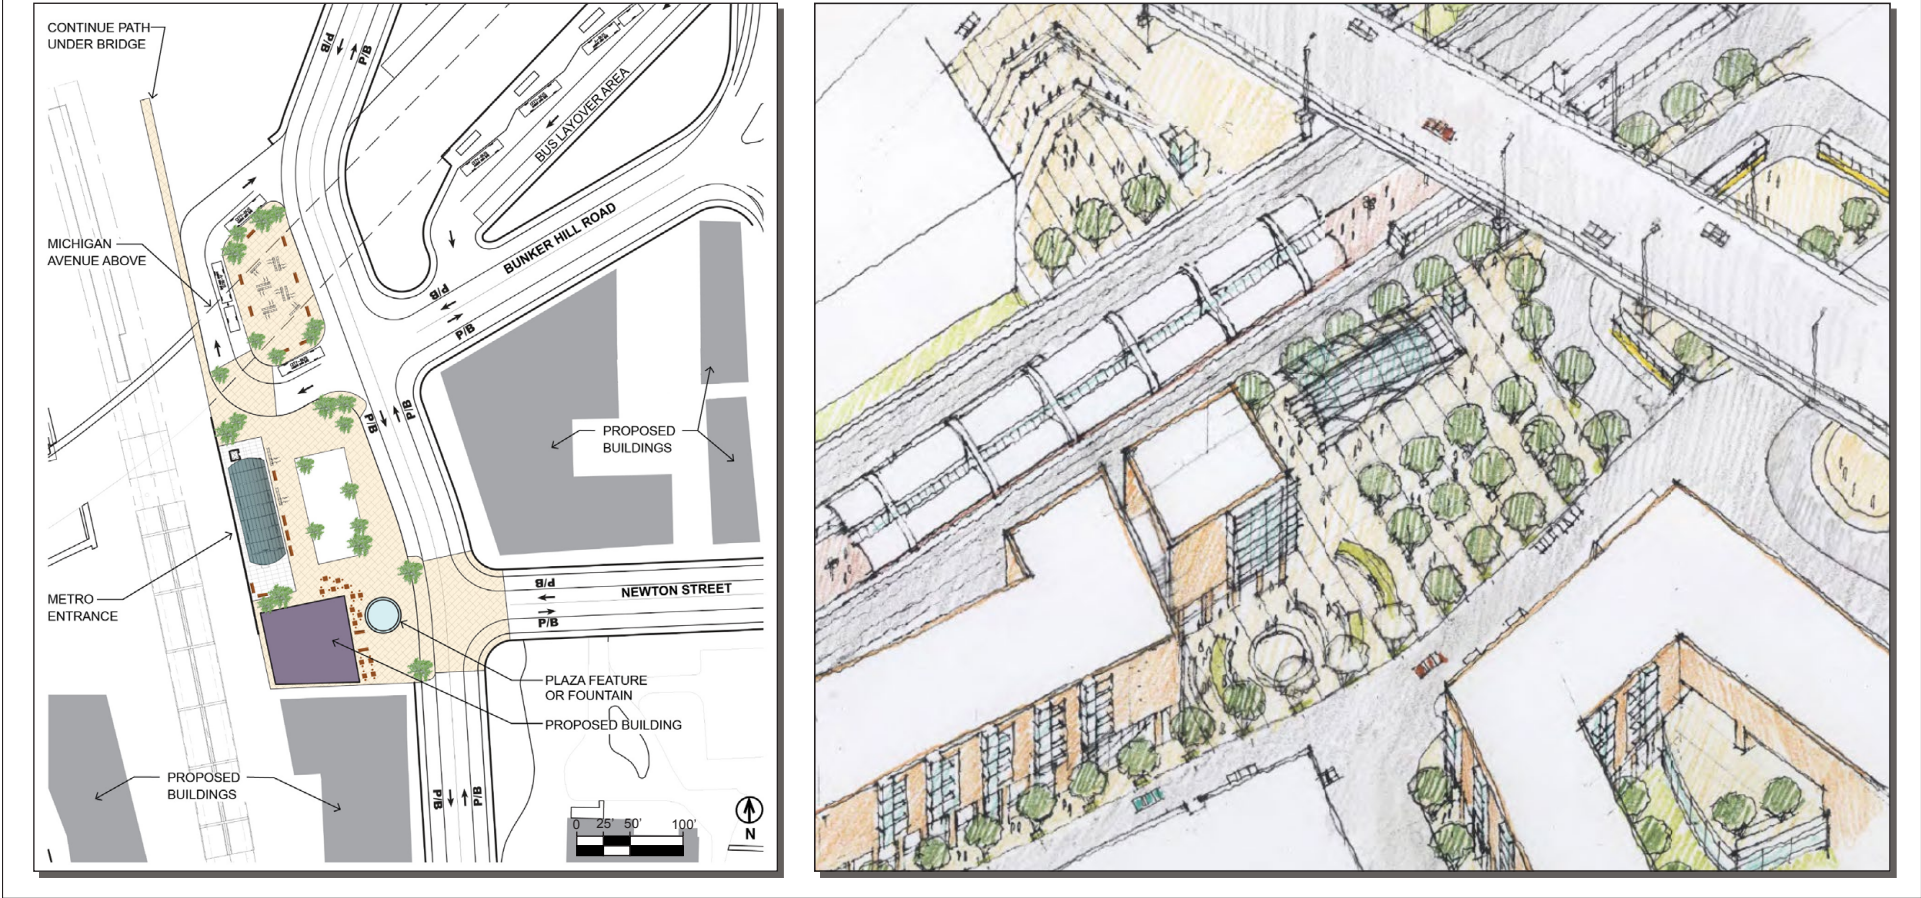 CONTINUE PATH
UNDER BRIDGE
P/B
P/B
BUS LAYOVER AREA
MICHIGAN
AVENUE ABOVE
BUNKER HILL ROAD
P/B
P/B
P/B
P/B
PROPOSED
BUILDINGS
METRO
ENTRANCE
P/B
NEWTON STREET
P/B
PLAZA FEATURE
OR FOUNTAIN
PROPOSED BUILDING
PROPOSED
BUILDINGS
P/B
P/B
0 25' 50' 100'
N